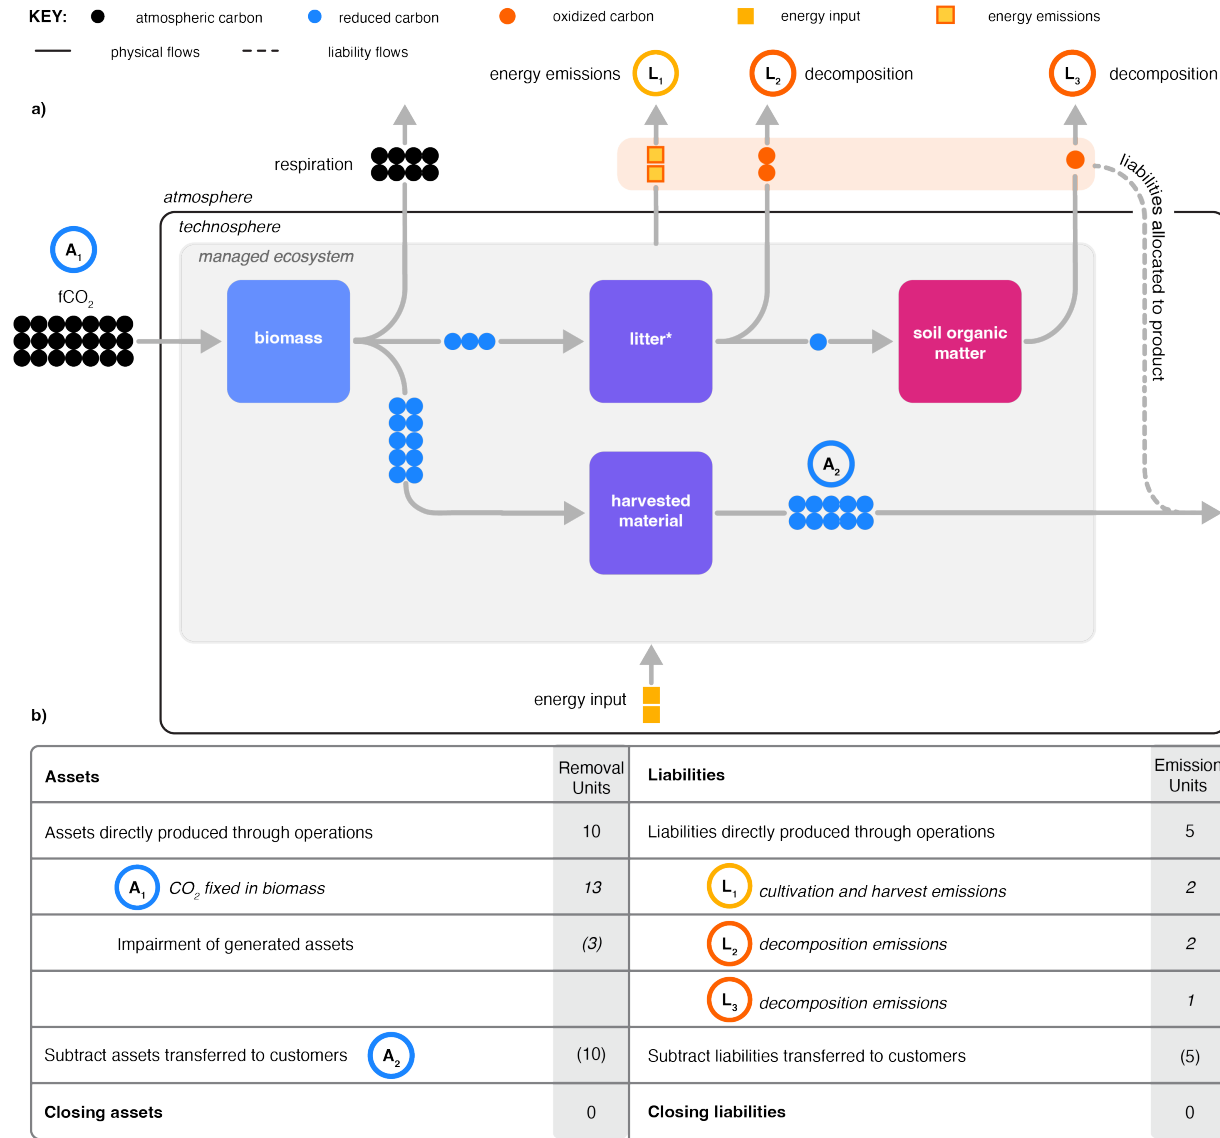 KEY: atmospheric carbon reduced carbon oxidized carbon energy input energy emissions
physical flows liability flows
energy emissions L1 L2 decomposition L3 decomposition
a)
respiration
liabilities allocated to product
atmosphere
technosphere
A1
managed ecosystem
fCO2
biomass
litter*
soil organic
matter
A2
harvested
material
energy input
b)
Assets Removal Units Liabilities Emission Units
Assets directly produced through operations 10 Liabilities directly produced through operations 5
A1 CO2 fixed in biomass 13 L1 cultivation and harvest emissions 2
Impairment of generated assets (3) L2 decomposition emissions 2
L3 decomposition emissions 1
Subtract assets transferred to customers A2 (10) Subtract liabilities transferred to customers (5)
Closing assets 0 Closing liabilities 0